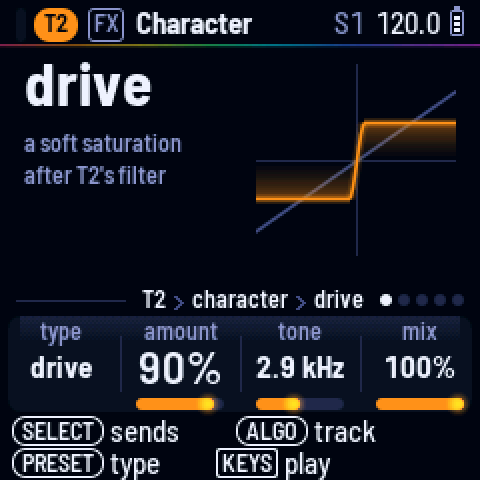 T2 FX Character S1 120.0
drive
a soft saturation
after T2's filter
T2 > character > drive
type amount tone mix
drive 90% 2.9 kHz 100%
SELECT sends ALGO track
PRESET type KEYS play